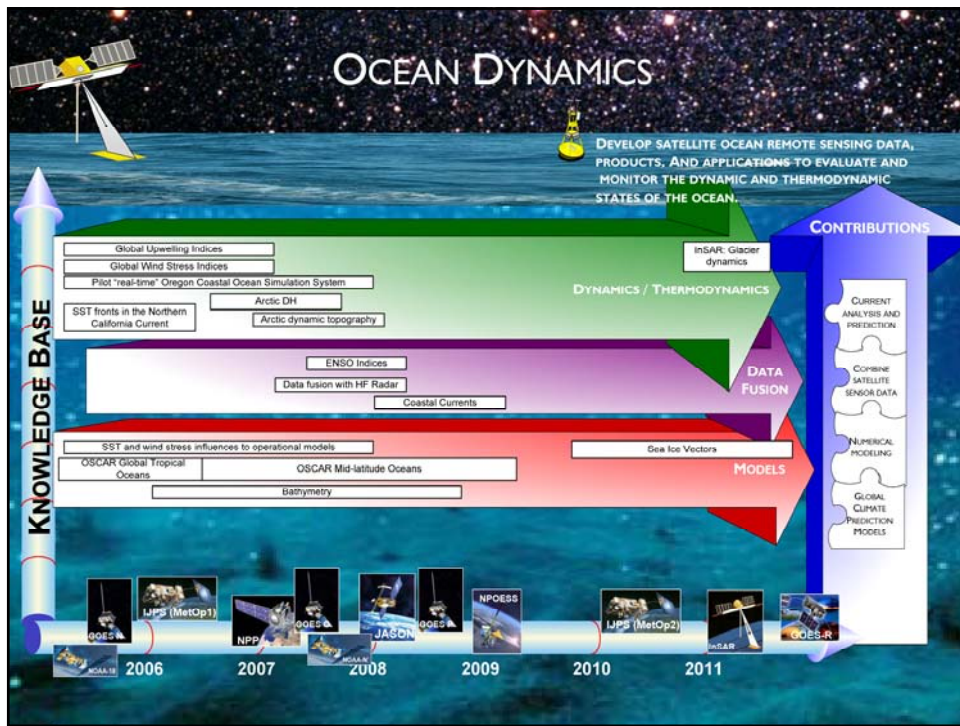 OCEAN DYNAMICS
DEVELOP SATELLITE OCEAN REMOTE SENSING DATA,
PRODUCTS, AND APPLICATIONS TO EVALUATE AND
MONITOR THE DYNAMIC AND THERMODYNAMIC
STATES OF THE OCEAN.
KNOWLEDGE BASE
CONTRIBUTIONS
Global Upwelling Indices
Global Wind Stress Indices
Pilot "real-time" Oregon Coastal Ocean Simulation System
SST fronts in the Northern
California Current
Arctic DH
Arctic dynamic topography
InSAR: Glacier
dynamics
DYNAMICS / THERMODYNAMICS
ENSO Indices
Data fusion with HF Radar
Coastal Currents
DATA
FUSION
SST and wind stress influences to operational models
OSCAR Global Tropical
Oceans
OSCAR Mid-latitude Oceans
Bathymetry
Sea Ice Vectors
MODELS
CURRENT
ANALYSIS AND
PREDICTION
COMBINE
SATELLITE
SENSOR DATA
NUMERICAL
MODELING
GLOBAL
CLIMATE
PREDICTION
MODELS
GOES N
IJPS (MetOp1)
NPP
GOES O
JASON
GOES
NPOESS
IJPS (MetOp2)
InSAR
GOES-R
NOAA-18
2006
2007
2008
2009
2010
2011